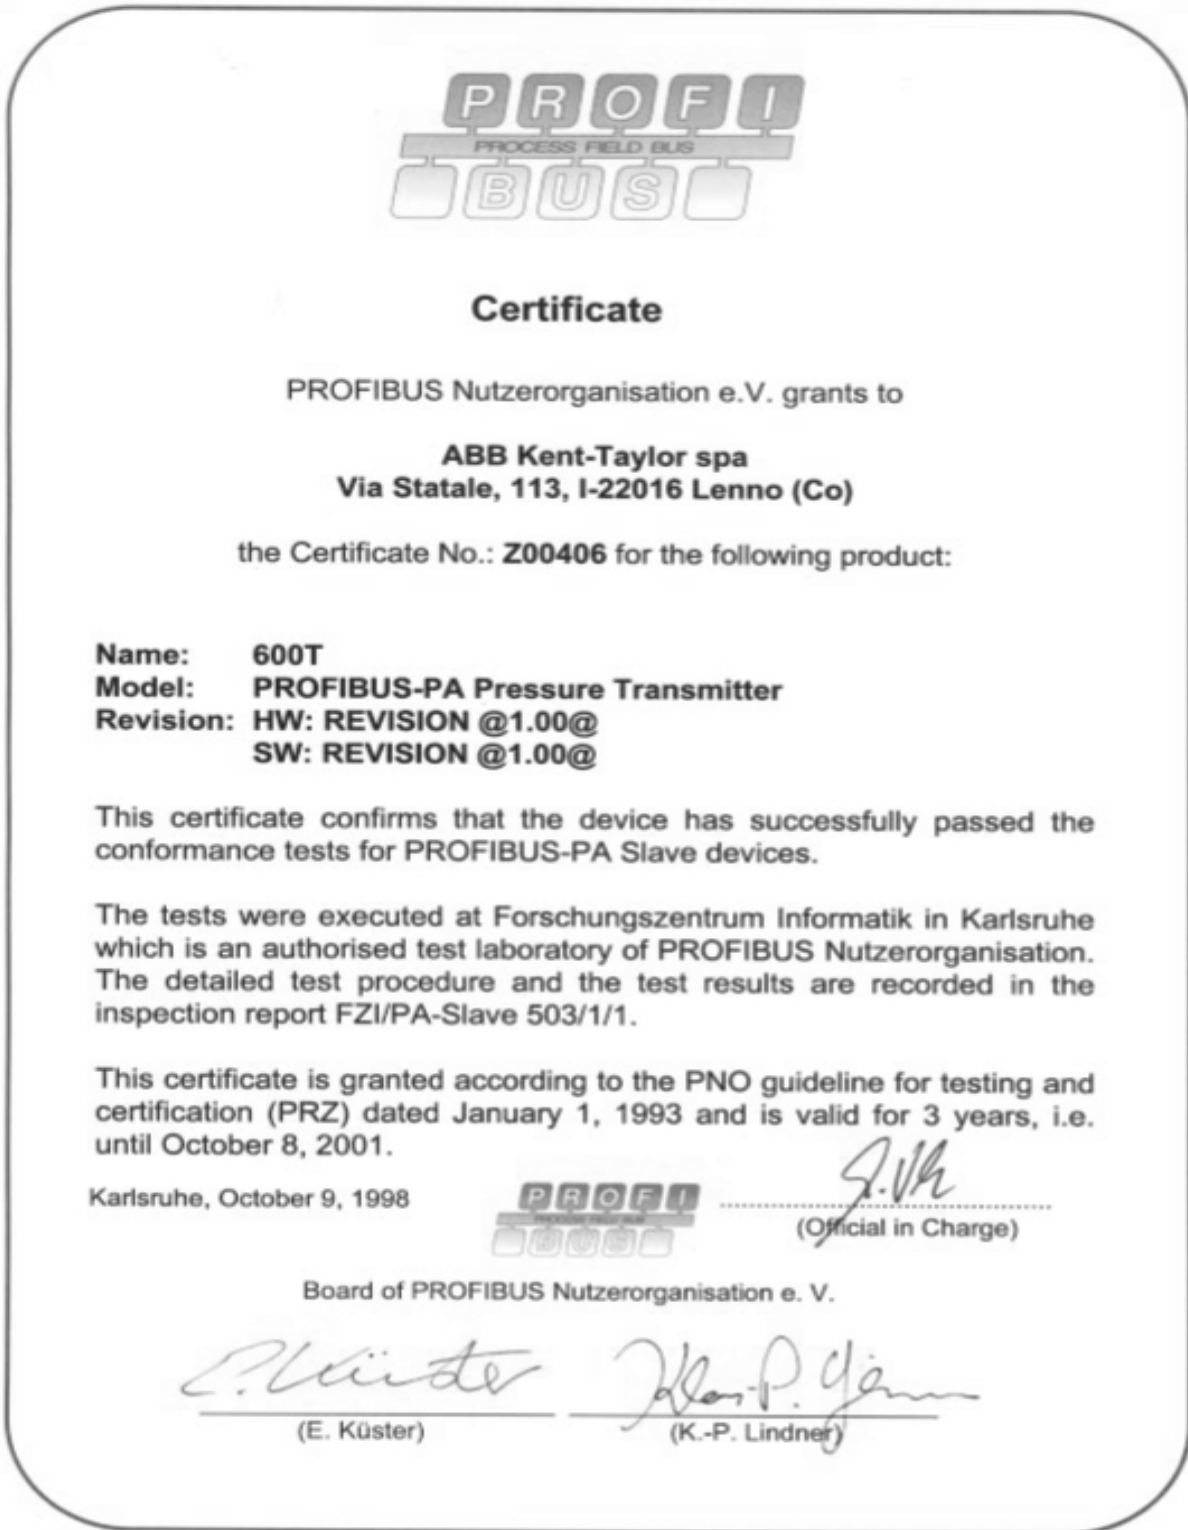 PROFI
PROCESS FIELD BUS
BUS
Certificate
PROFIBUS Nutzerorganisation e.V. grants to
ABB Kent-Taylor spa
Via Statale, 113, I-22016 Lenno (Co)
the Certificate No.: Z00406 for the following product:
Name: 600T
Model: PROFIBUS-PA Pressure Transmitter
Revision: HW: REVISION @1.00@
SW: REVISION @1.00@
This certificate confirms that the device has successfully passed the
conformance tests for PROFIBUS-PA Slave devices.
The tests were executed at Forschungszentrum Informatik in Karlsruhe
which is an authorised test laboratory of PROFIBUS Nutzerorganisation.
The detailed test procedure and the test results are recorded in the
inspection report FZI/PA-Slave 503/1/1.
This certificate is granted according to the PNO guideline for testing and
certification (PRZ) dated January 1, 1993 and is valid for 3 years, i.e.
until October 8, 2001.
Karlsruhe, October 9, 1998
PROFI
PROCESS FIELD BUS
BUS
(Official in Charge)
Board of PROFIBUS Nutzerorganisation e. V.
E. Küster
(E. Küster)
(K.-P. Lindner)